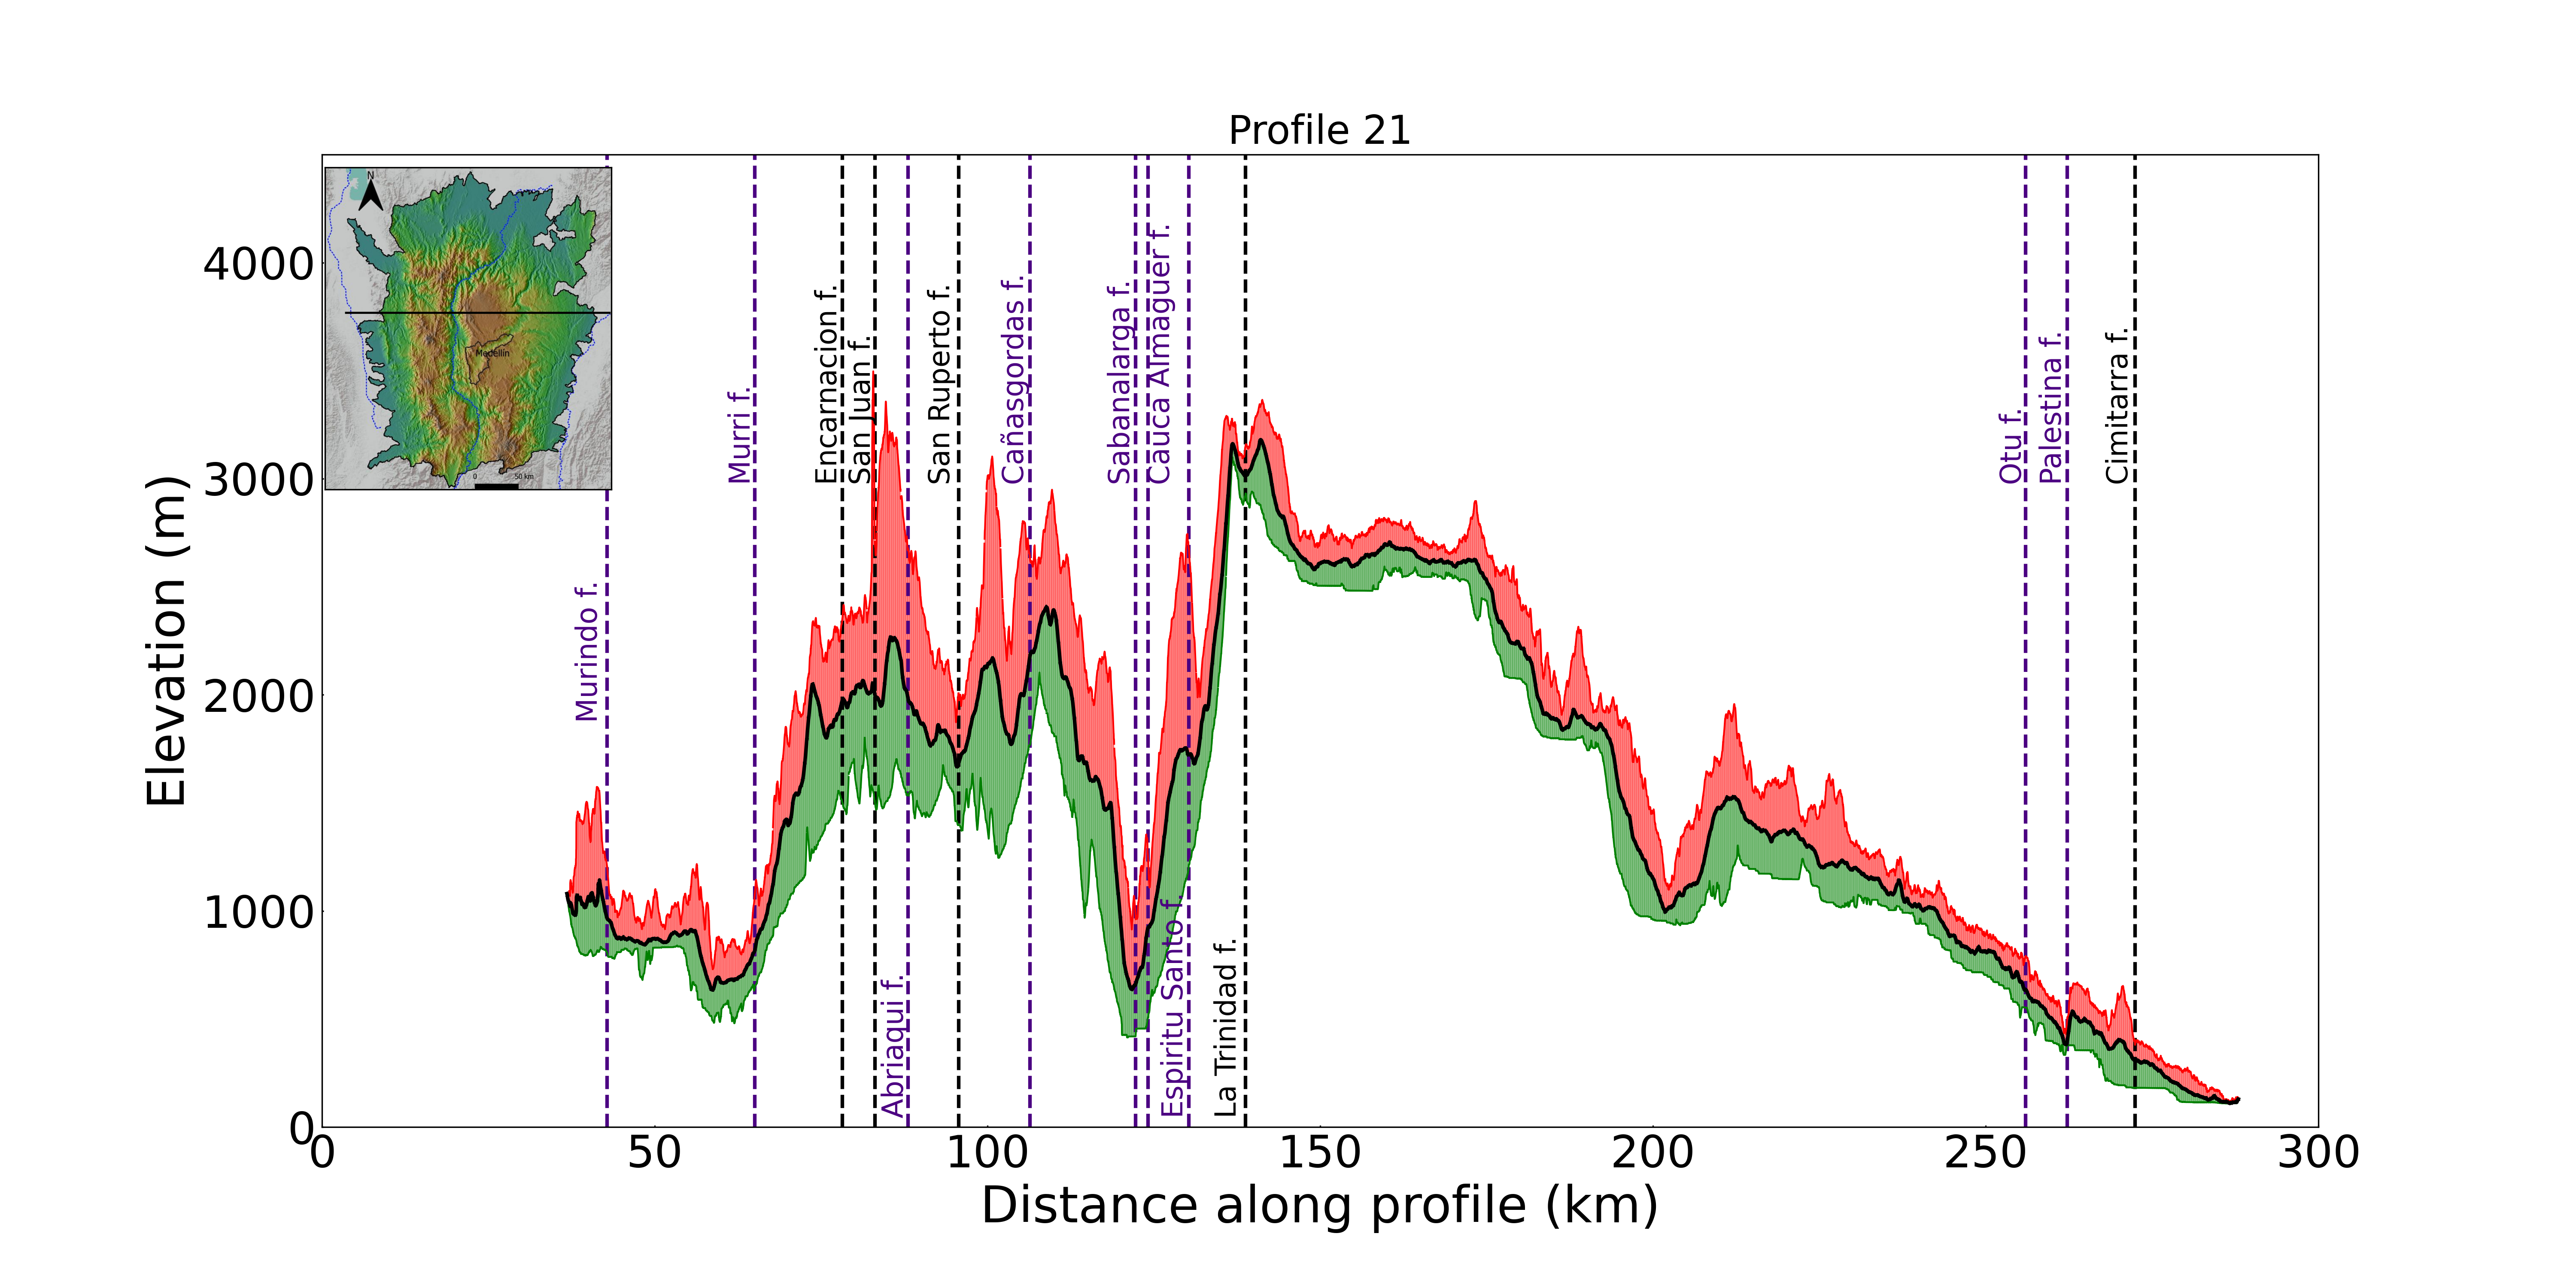 Profile 21
Elevation (m)
4000
3000
2000
1000
0
0
50
100
150
200
250
300
Distance along profile (km)
N
Medellín
0
50 km
Murindo f.
Murri f.
Encarnacion f.
San Juan f.
Abriaqui f.
San Ruperto f.
Cañasgordas f.
Sabanalarga f.
Cauca Almaguer f.
Espiritu Santo f.
La Trinidad f.
Otu f.
Palestina f.
Cimitarra f.